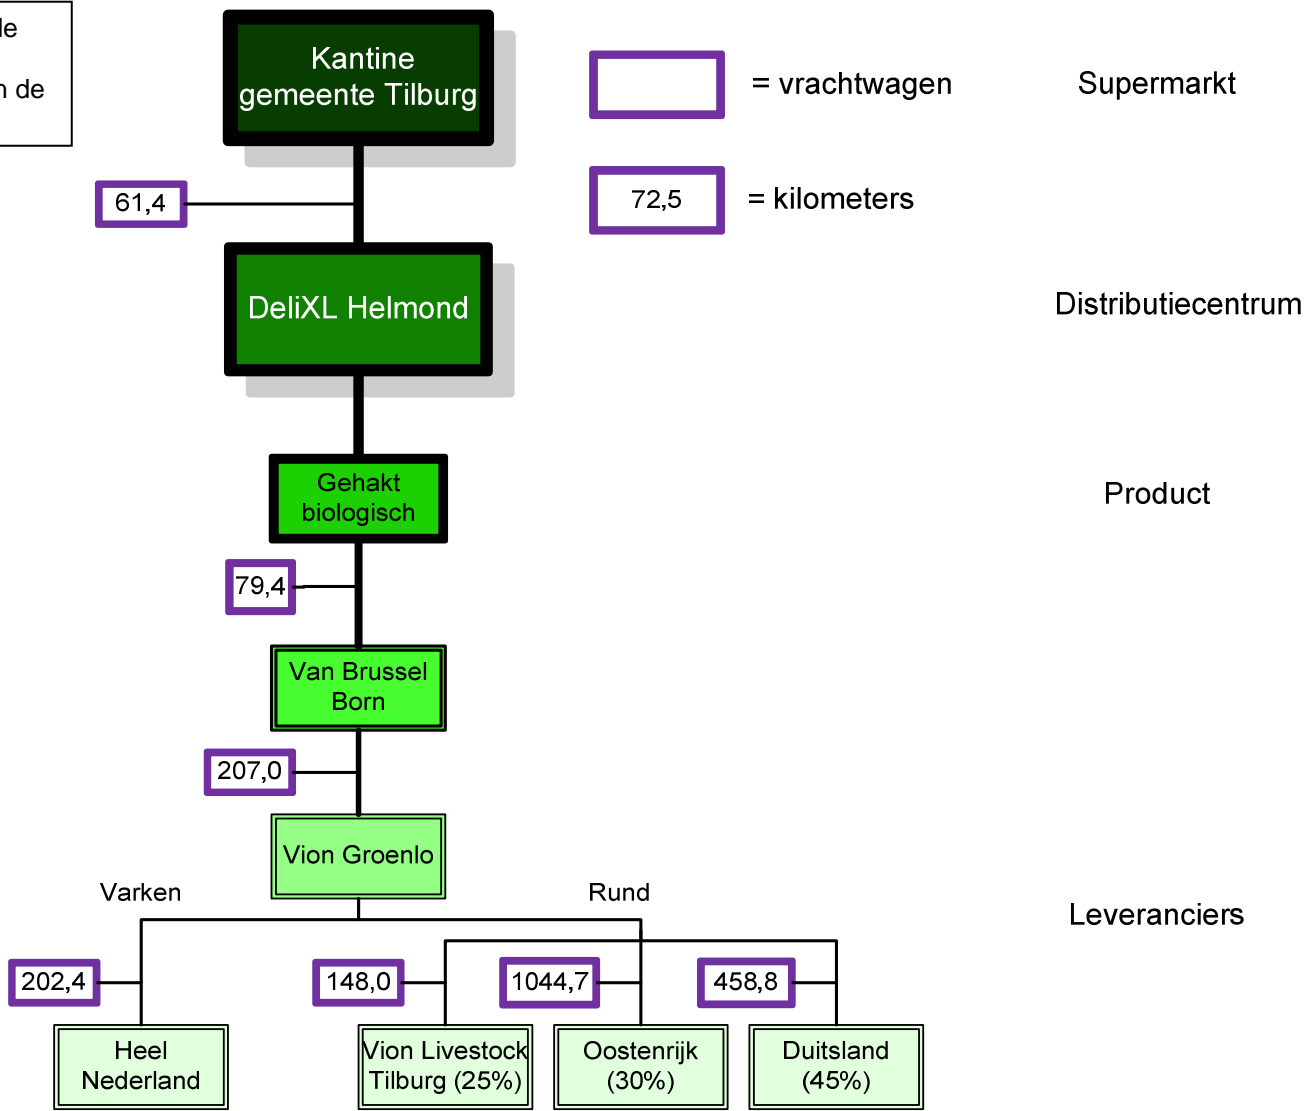 le
n de
Kantine
gemeente Tilburg
= vrachtwagen
Supermarkt
61,4
72,5
= kilometers
DeliXL Helmond
Distributiecentrum
Gehakt
biologisch
Product
79,4
Van Brussel
Born
207,0
Vion Groenlo
Varken
Rund
Leveranciers
202,4
148,0
1044,7
458,8
Heel
Nederland
Vion Livestock
Tilburg (25%)
Oostenrijk
(30%)
Duitsland
(45%)